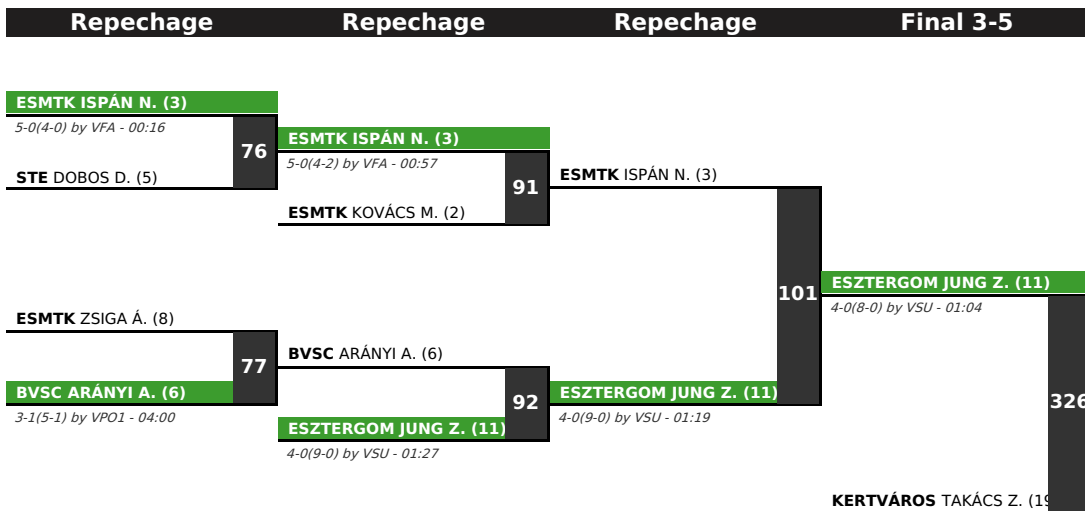 Repechage Repechage Repechage Final 3-5
ESMTK ISPÁN N. (3)
5-0(4-0) by VFA - 00:16
76
STE DOBOS D. (5)
ESMTK ZSIGA Á. (8)
77
BVSC ARÁNYI A. (6)
3-1(5-1) by VPO1 - 04:00
ESMTK ISPÁN N. (3)
5-0(4-2) by VFA - 00:57
91
ESMTK KOVÁCS M. (2)
BVSC ARÁNYI A. (6)
92
ESZTERGOM JUNG Z. (11)
4-0(9-0) by VSU - 01:27
ESMTK ISPÁN N. (3)
101
ESZTERGOM JUNG Z. (11)
4-0(9-0) by VSU - 01:19
ESZTERGOM JUNG Z. (11)
4-0(8-0) by VSU - 01:04
326
KERTVÁROS TAKÁCS Z.